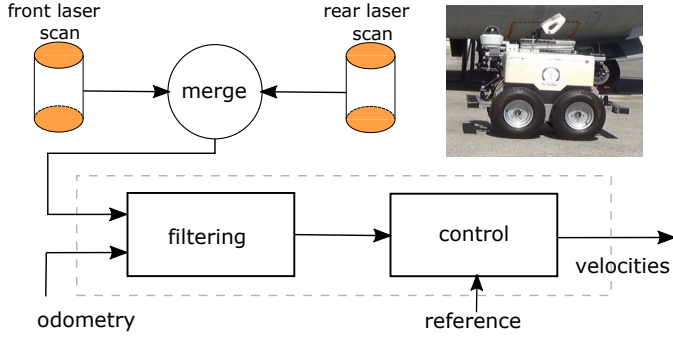 front laser
scan
rear laser
scan
merge
filtering
control
velocities
odometry
reference